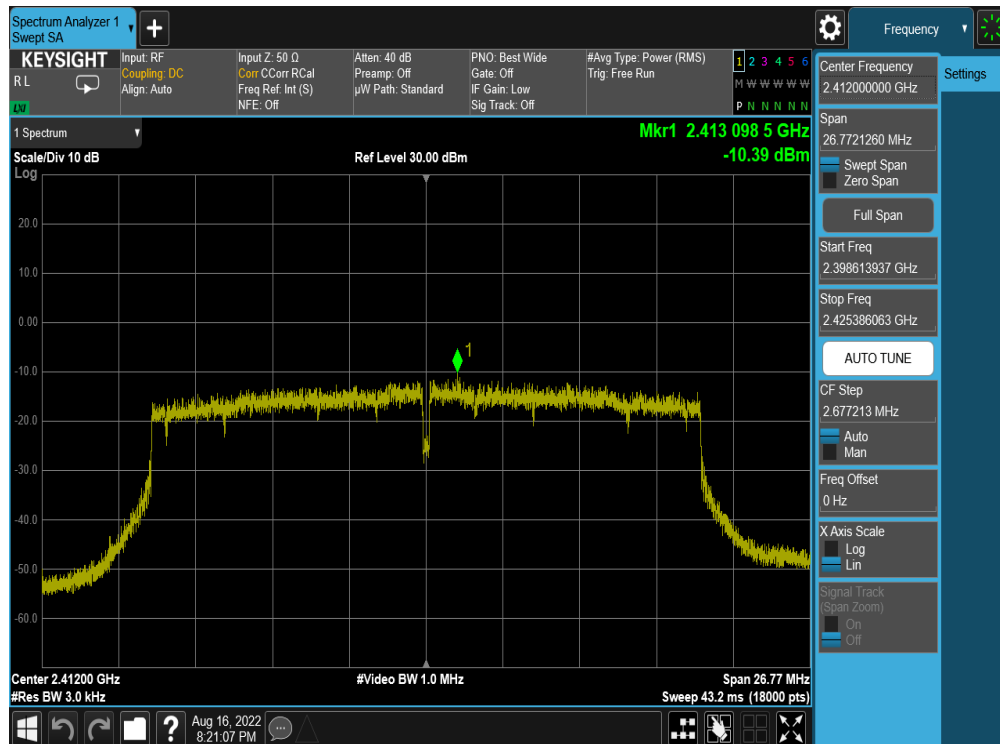 Spectrum Analyzer 1
Swept SA
Frequency
KEYSIGHT
RL
LXI
Input: RF
Coupling: DC
Align: Auto
Input Z: 50 Ω
Corr CCorr RCal
Freq Ref: Int (S)
NFE: Off
Atten: 40 dB
Preamp: Off
µW Path: Standard
PNO: Best Wide
Gate: Off
IF Gain: Low
Sig Track: Off
#Avg Type: Power (RMS)
Trig: Free Run
1 2 3 4 5 6
M W W W W W
P N N N N N
1 Spectrum
Scale/Div 10 dB
Log
Ref Level 30.00 dBm
Mkr1 2.413 098 5 GHz
-10.39 dBm
20.0
10.0
0.00
-10.0
-20.0
-30.0
-40.0
-50.0
-60.0
1
Center 2.41200 GHz
#Res BW 3.0 kHz
#Video BW 1.0 MHz
Span 26.77 MHz
Sweep 43.2 ms (18000 pts)
Aug 16, 2022
8:21:07 PM
?
Center Frequency
2.412000000 GHz
Settings
Span
26.7721260 MHz
Swept Span
Zero Span
Full Span
Start Freq
2.398613937 GHz
Stop Freq
2.425386063 GHz
AUTO TUNE
CF Step
2.677213 MHz
Auto
Man
Freq Offset
0 Hz
X Axis Scale
Log
Lin
Signal Track
(Span Zoom)
On
Off